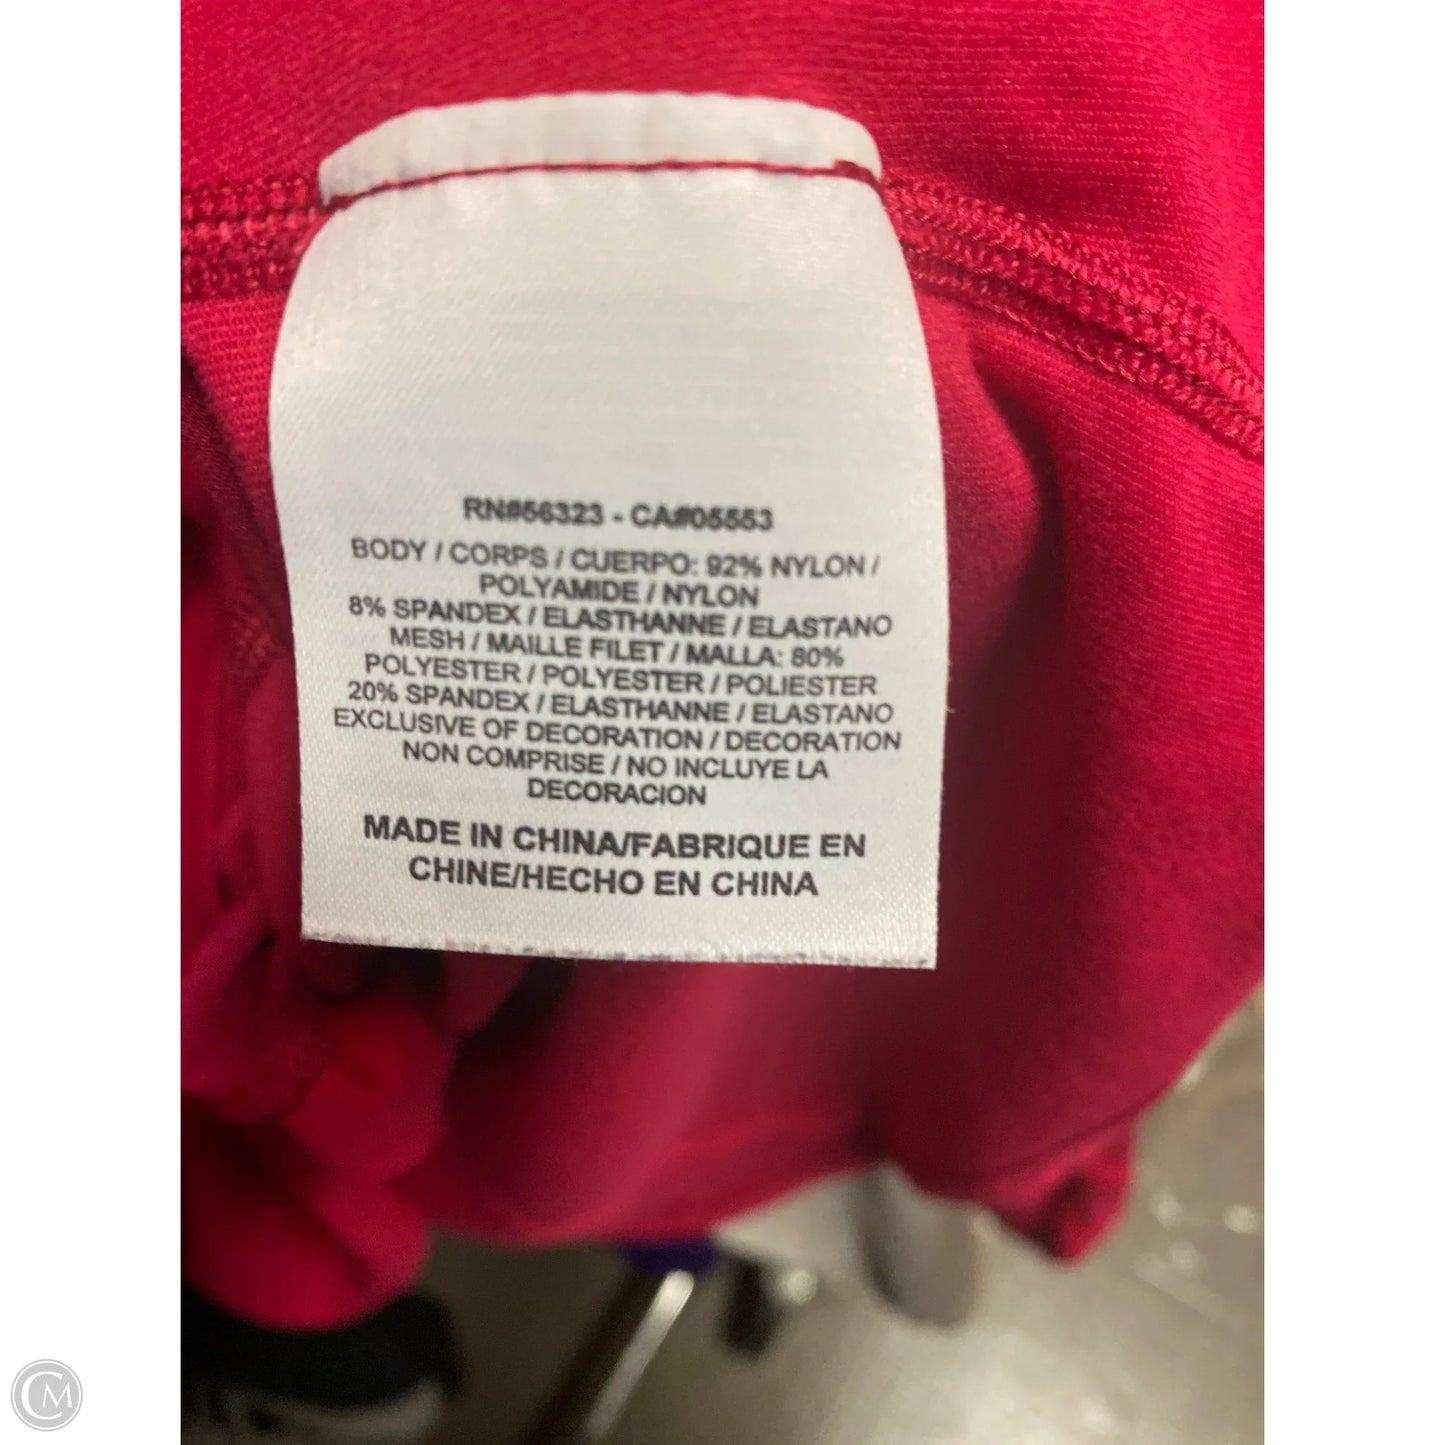 RN#56323 - CA#05553
BODY / CORPS / CUERPO: 92% NYLON /
POLYAMIDE / NYLON
8% SPANDEX / ELASTHANNE / ELASTANO
MESH / MAILLE FILET / MALLA: 80%
POLYESTER / POLYESTER / POLIESTER
20% SPANDEX / ELASTHANNE / ELASTANO
EXCLUSIVE OF DECORATION / DECORATION
NON COMPRISE / NO INCLUYE LA
DECORACION
MADE IN CHINA/FABRIQUE EN
CHINE/HECHO EN CHINA
CM